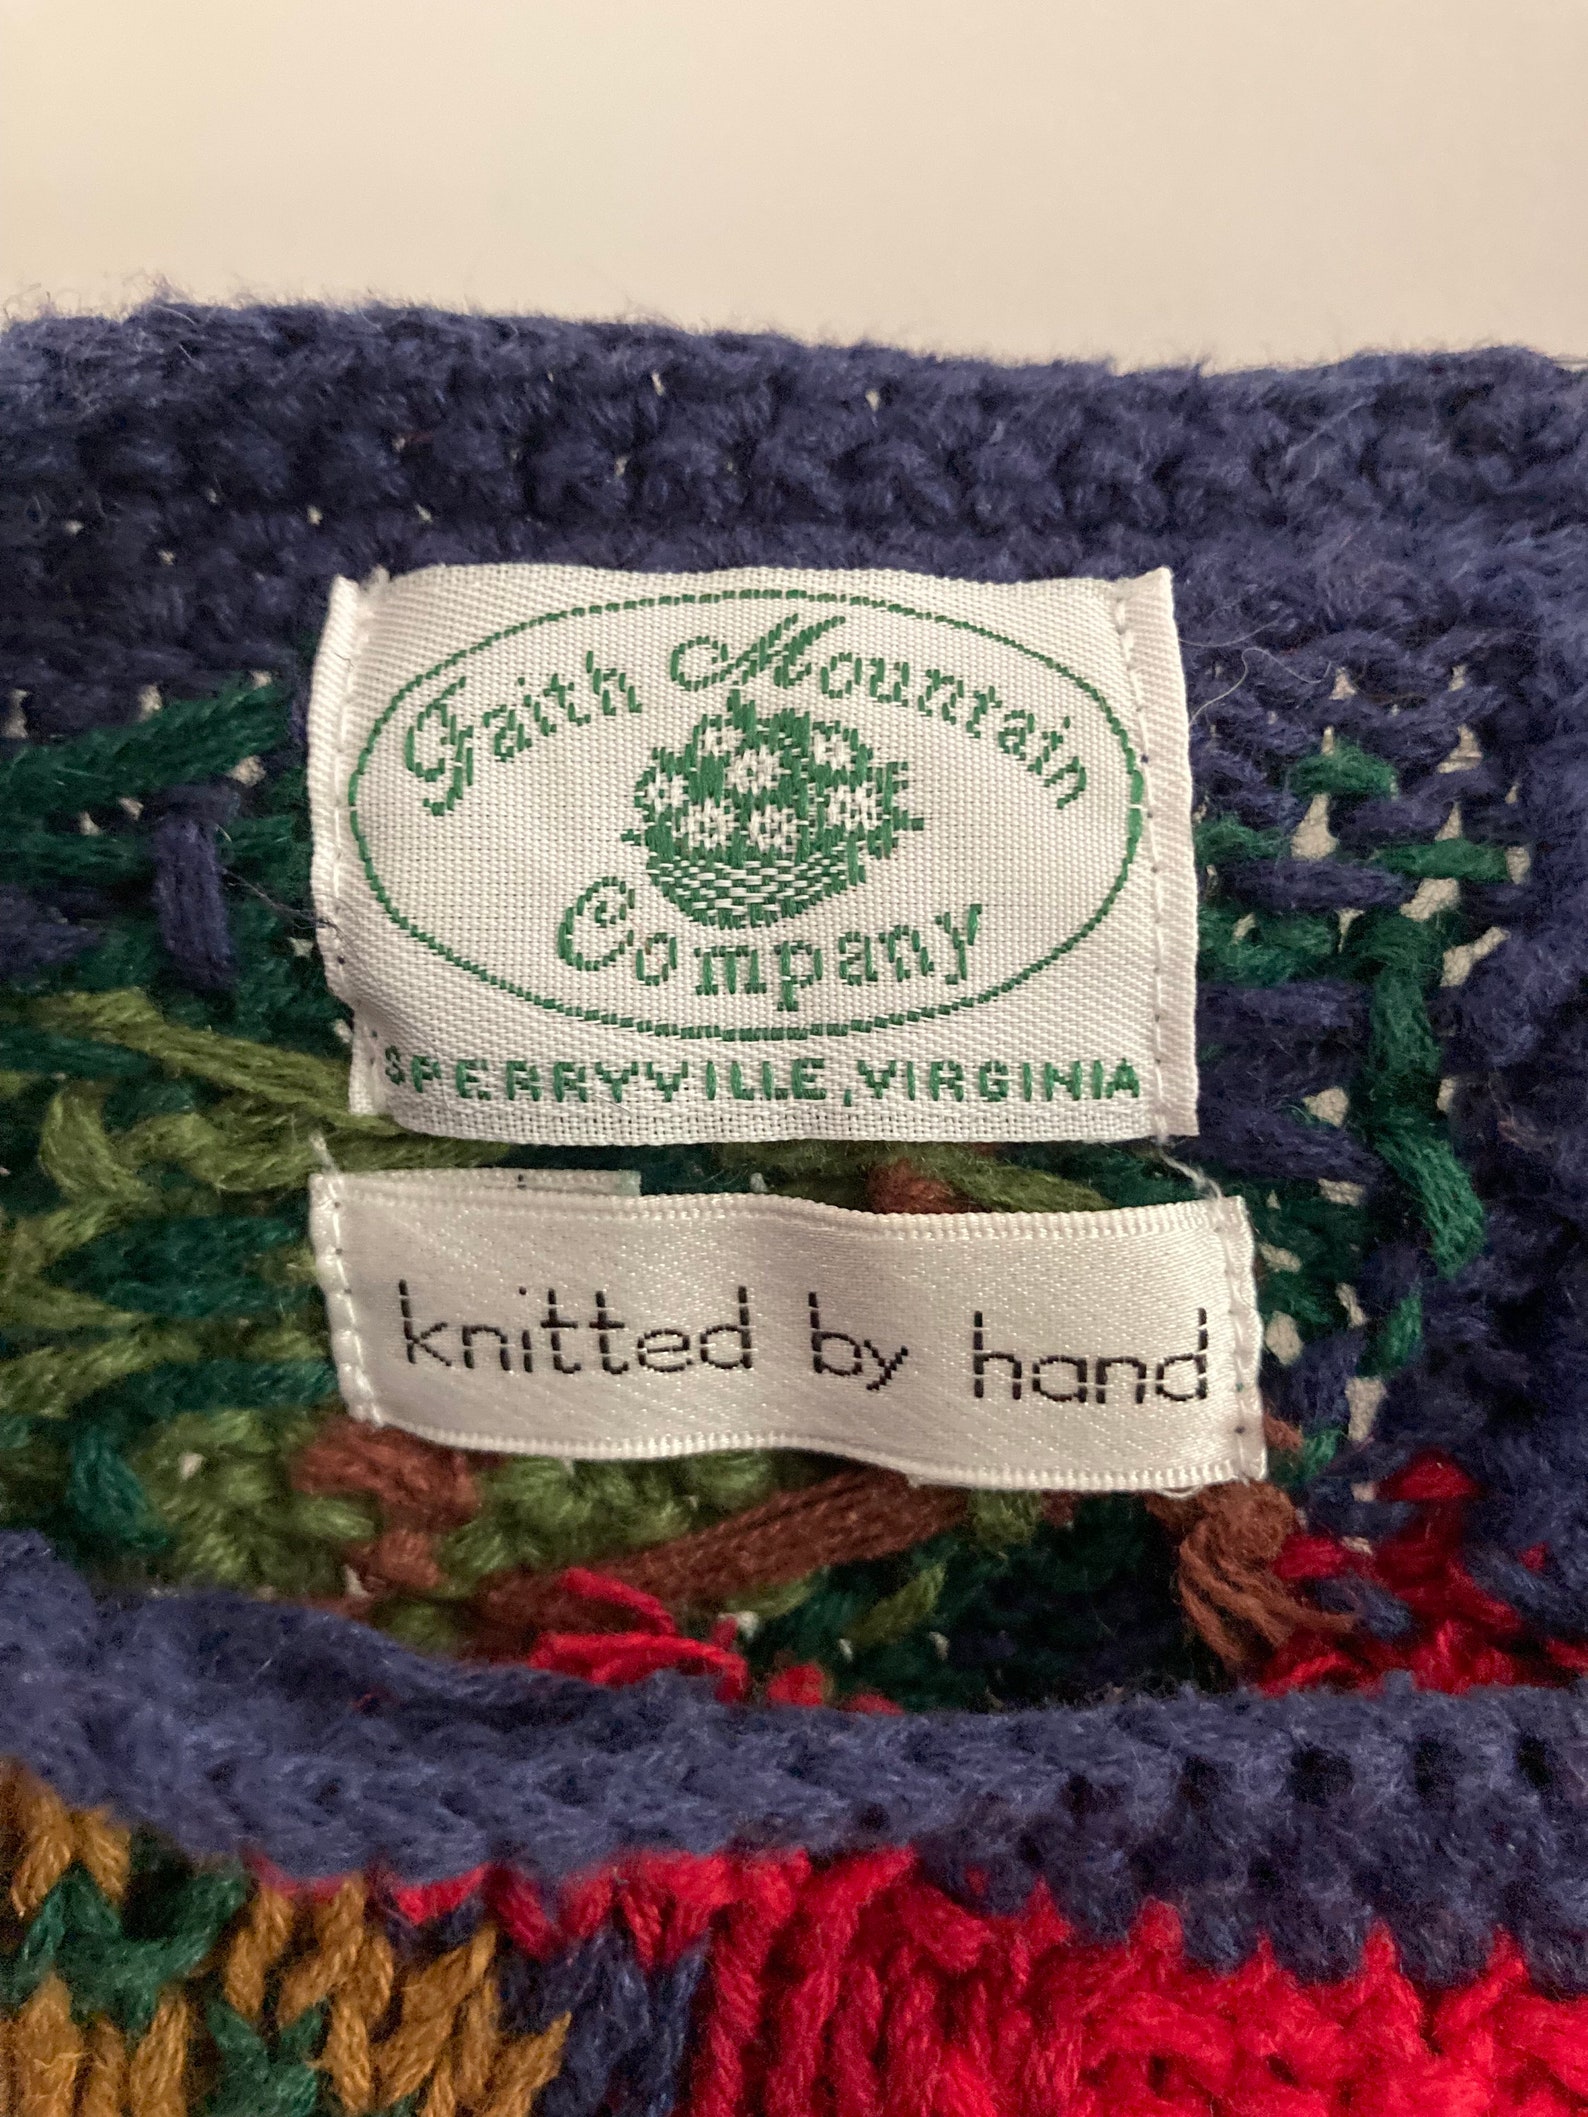 Faith Mountain
Company
SPERRYVILLE, VIRGINIA
knitted by hand